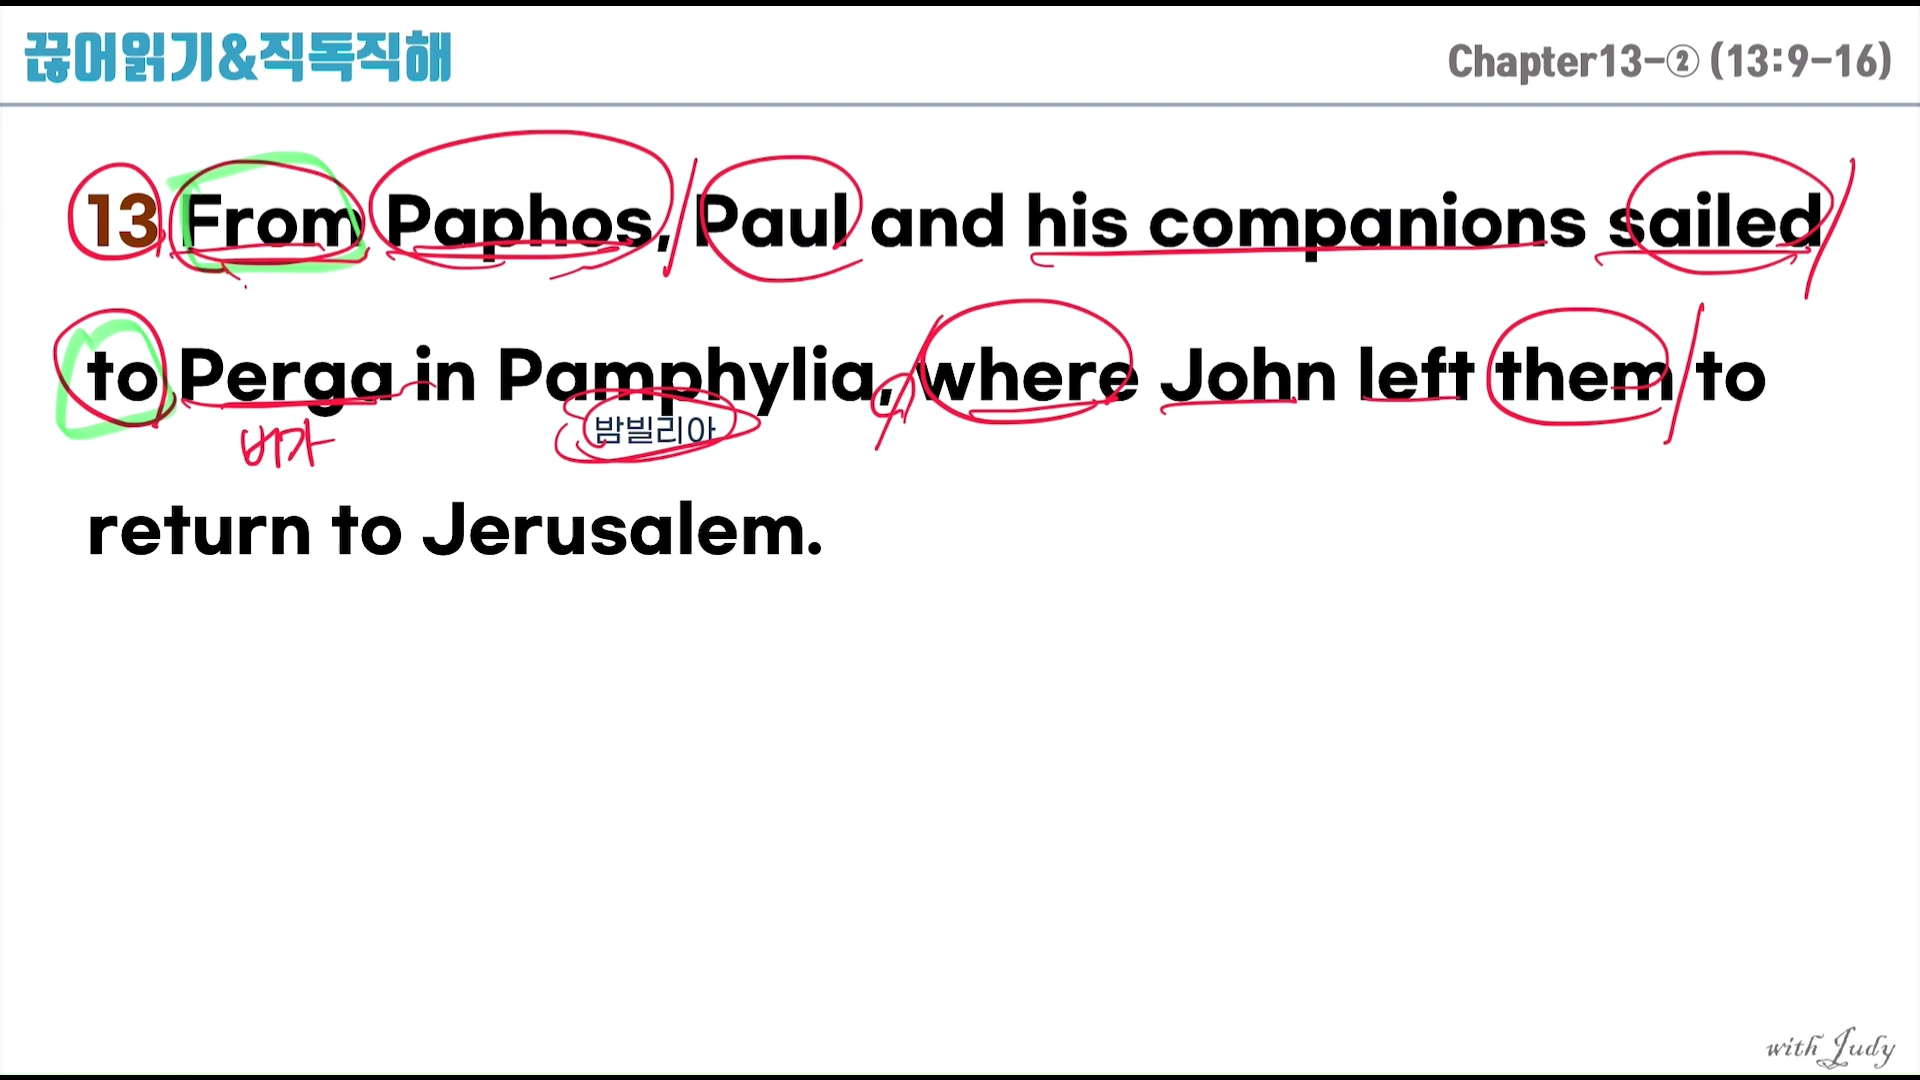 끊어읽기&직독직해
Chapter13-② (13:9-16)
13 From Paphos, Paul and his companions sailed
to Perga in Pamphylia, where John left them to
버가
밤빌리아
return to Jerusalem.
with Judy